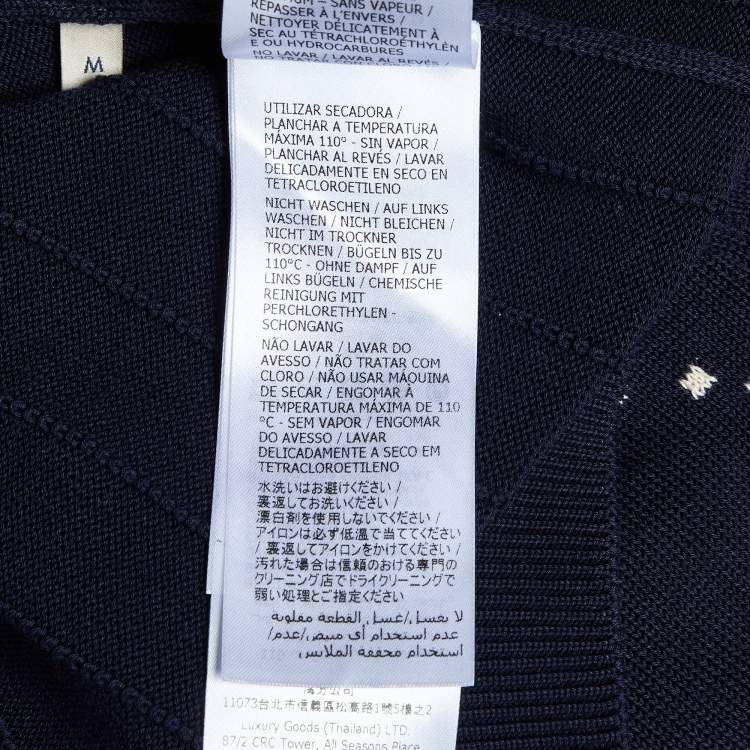 M
REPASSER À L'ENVERS /
NETTOYER DÉLICATEMENT À
SEC AU TÉTRACHLOROÉTHYLÈN
E OU HYDROCARBURES
NO LAVAR / LAVAR AL REVÉS /
UTILIZAR SECADORA /
PLANCHAR A TEMPERATURA
MÁXIMA 110° - SIN VAPOR /
PLANCHAR AL REVÉS / LAVAR
DELICADAMENTE EN SECO EN
TETRACLOROETILENO
NICHT WASCHEN / AUF LINKS
WASCHEN / NICHT BLEICHEN /
NICHT IM TROCKNER
TROCKNEN / BÜGELN BIS ZU
110°C - OHNE DAMPF / AUF
LINKS BÜGELN / CHEMISCHE
REINIGUNG MIT
PERCHLORETHYLEN -
SCHONGANG
NÃO LAVAR / LAVAR DO
AVESSO / NÃO TRATAR COM
CLORO / NÃO USAR MÁQUINA
DE SECAR / ENGOMAR À
TEMPERATURA MÁXIMA DE 110
°C - SEM VAPOR / ENGOMAR
DO AVESSO / LAVAR
DELICADAMENTE A SECO EM
TETRACLOROETILENO
水洗いはお避けください /
裏返してお洗いください /
漂白剤を使用しないでください /
アイロンは必ず低温で当ててください
/ 裏返してアイロンをかけてください /
汚れた場合は信頼のおける専門の
クリーニング店でドライクリーニングで
弱い処理とご指定ください
لا يغسل/غسل القطعة مقلوبة
/عدم استخدام أي مبيض/عدم
استخدام مجففة الملابس
11073台北市信義區松高路1號5樓之2
Luxury Goods (Thailand) LTD.
87/2 CRC Tower, All Seasons Place